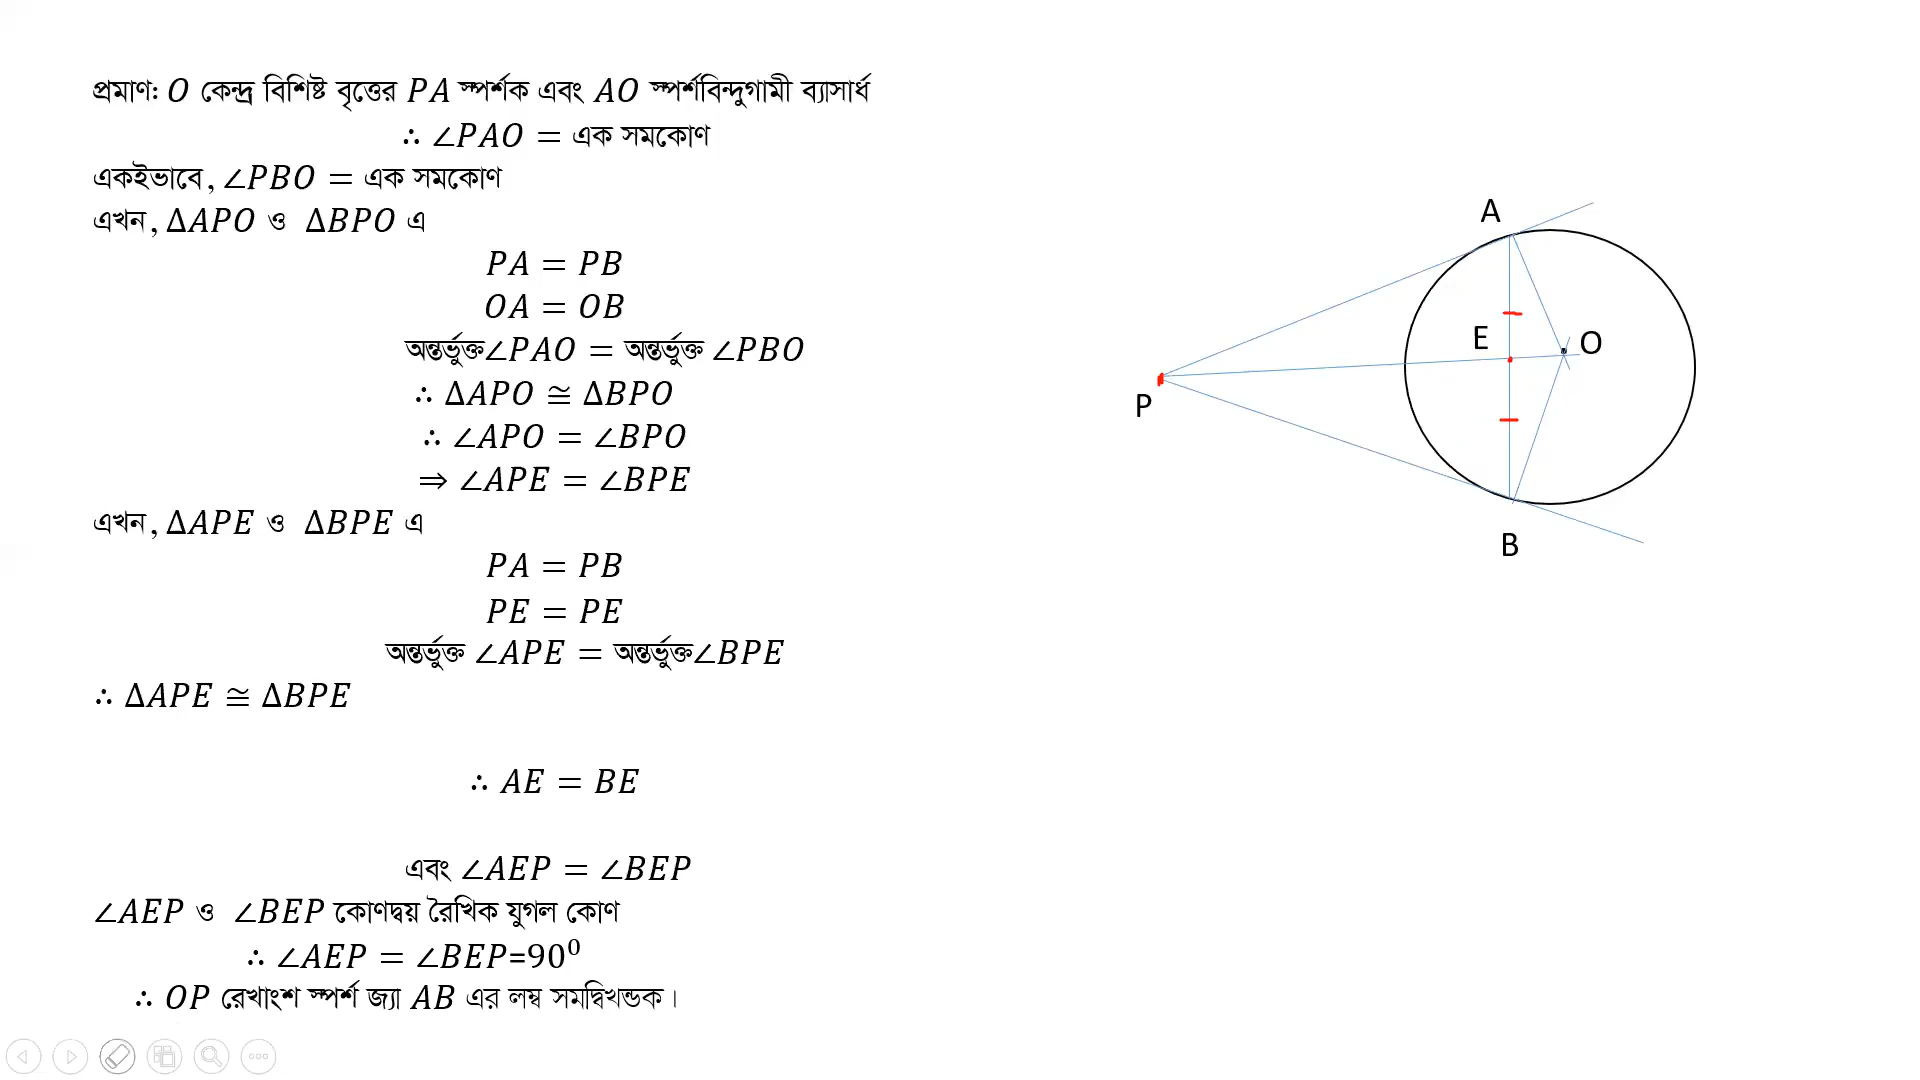 প্রমাণ: O কেন্দ্র বিশিষ্ট বৃত্তের PA স্পর্শক এবং AO স্পর্শবিন্দুগামী ব্যাসার্ধ
∴ ∠PAO = এক সমকোণ
একইভাবে, ∠PBO = এক সমকোণ
এখন, ΔAPO ও ΔBPO এ
PA = PB
OA = OB
অন্তর্ভুক্ত∠PAO = অন্তর্ভুক্ত ∠PBO
∴ ΔAPO ≅ ΔBPO
∴ ∠APO = ∠BPO
⇒ ∠APE = ∠BPE
এখন, ΔAPE ও ΔBPE এ
PA = PB
PE = PE
অন্তর্ভুক্ত ∠APE = অন্তর্ভুক্ত∠BPE
∴ ΔAPE ≅ ΔBPE
∴ AE = BE
এবং ∠AEP = ∠BEP
∠AEP ও ∠BEP কোণদ্বয় রৈখিক যুগল কোণ
∴ ∠AEP = ∠BEP=90⁰
∴ OP রেখাংশ স্পর্শ জ্যা AB এর লম্ব সমদ্বিখন্ডক।
A
E
O
P
B